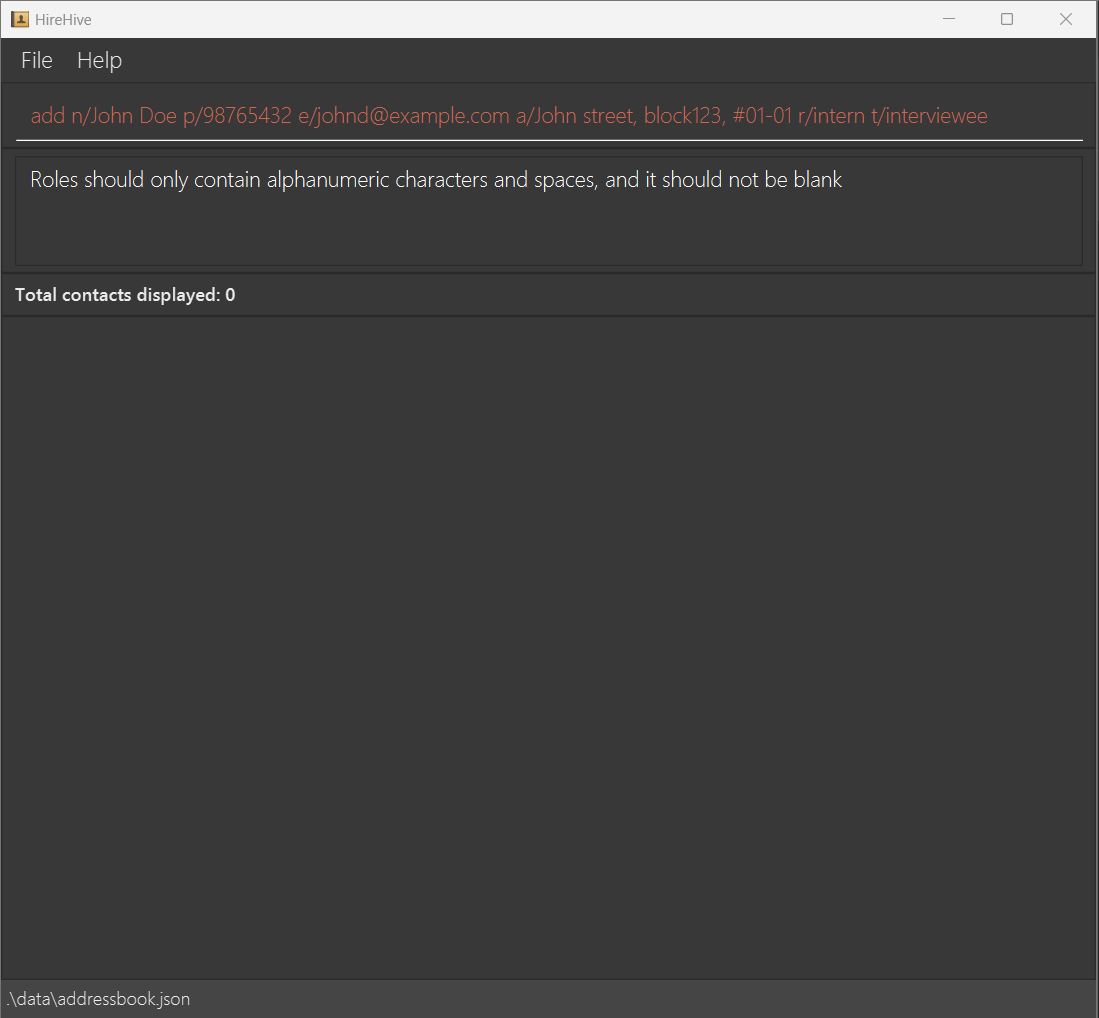 HireHive
File Help
add n/John Doe p/98765432 e/johnd@example.com a/John street, block123, #01-01 r/intern t/interviewee
Roles should only contain alphanumeric characters and spaces, and it should not be blank
Total contacts displayed: 0
.\data\addressbook.json